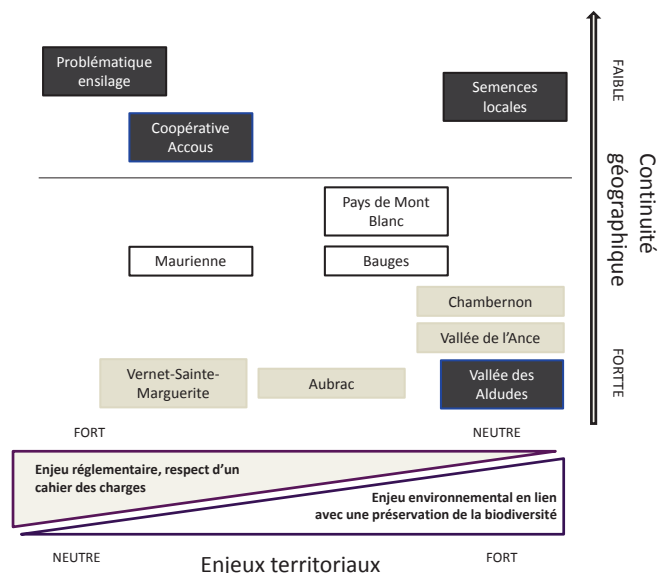 Problématique
ensilage
Semences
locales
Coopérative
Accous
Pays de Mont
Blanc
Maurienne
Bauges
Chambernon
Vallée de l'Ance
Vernet-Sainte-
Marguerite
Aubrac
Vallée des
Aldudes
FAIBLE
Continuité
géographique
FORTTE
FORT
NEUTRE
Enjeu réglementaire, respect d'un
cahier des charges
Enjeu environnemental en lien
avec une préservation de la biodiversité
NEUTRE
Enjeux territoriaux
FORT